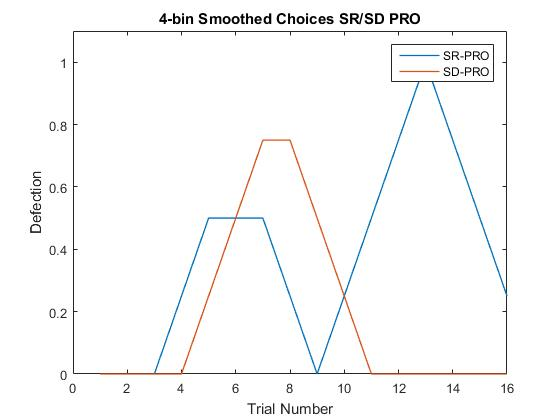 4-bin Smoothed Choices SR/SD PRO
SR-PRO
SD-PRO
1
0.8
0.6
0.4
0.2
0
Defection
0 2 4 6 8 10 12 14 16
Trial Number